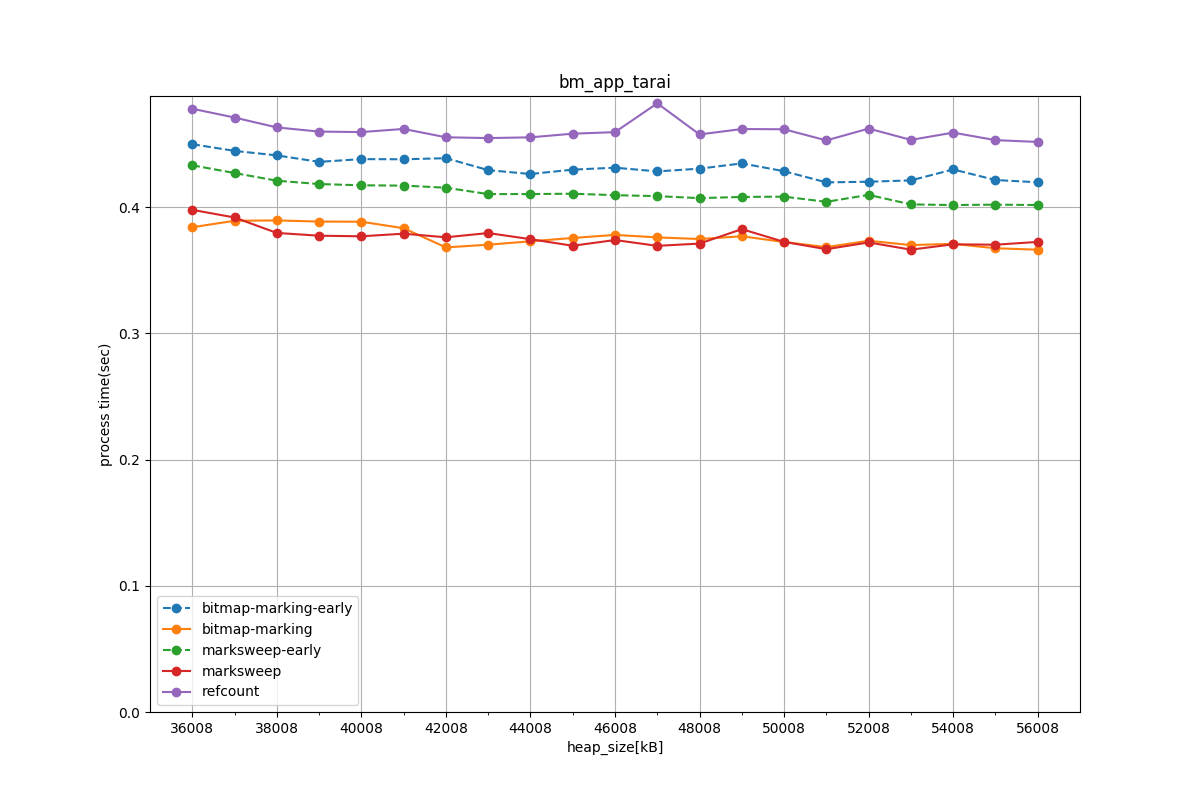 bm_app_tarai
process time(sec)
0.4
0.3
0.2
0.1
0.0
bitmap-marking-early
bitmap-marking
marksweep-early
marksweep
refcount
36008 38008 40008 42008 44008 46008 48008 50008 52008 54008 56008
heap_size[kB]